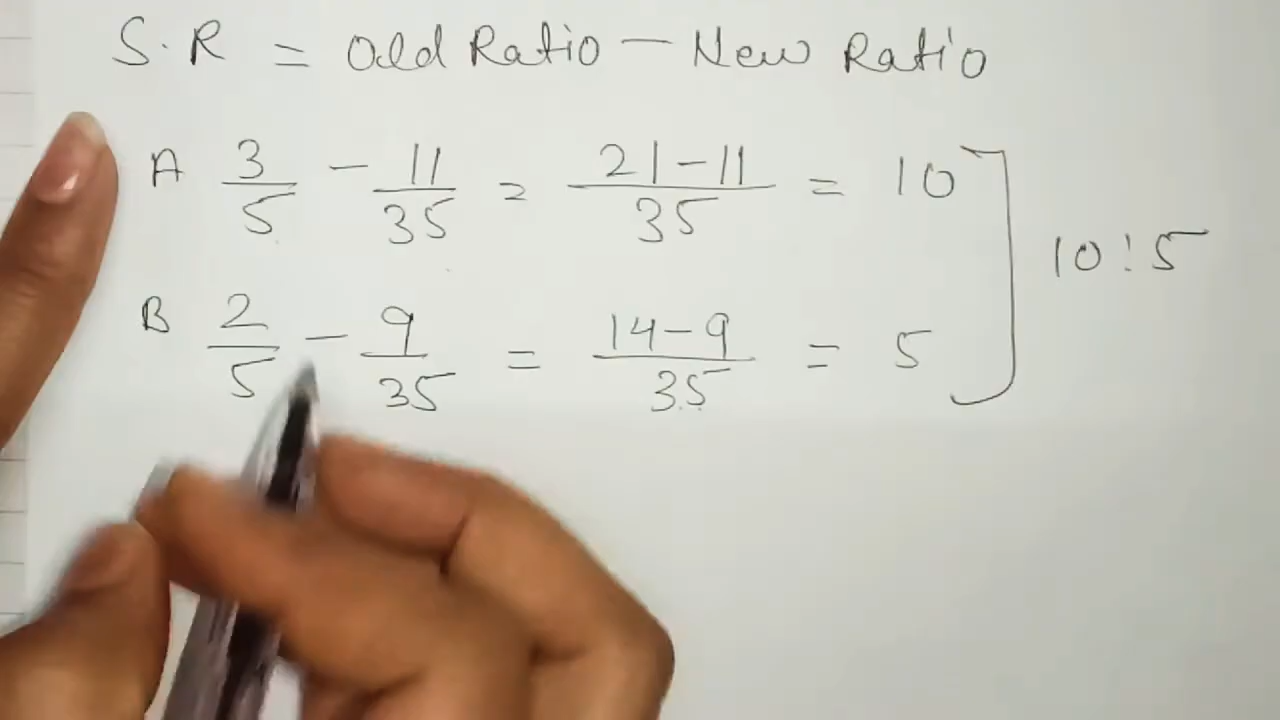 S.R = Old Ratio - New Ratio
A 3/5 - 11/35 = 21-11/35 = 10
10:5
B 2/5 - 9/35 = 14-9/35 = 5